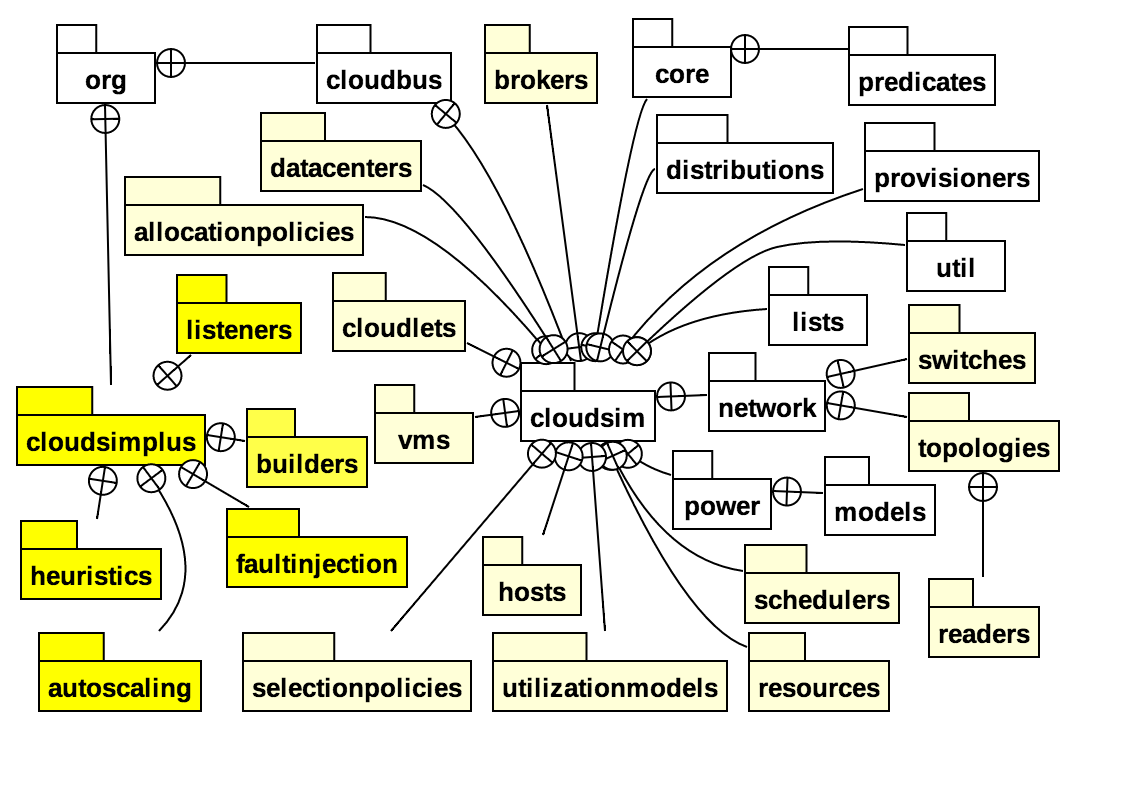 org
cloudbus
brokers
core
predicates
datacenters
distributions
provisioners
allocationpolicies
util
listeners
cloudlets
lists
switches
cloudsimplus
builders
vms
cloudsim
network
topologies
power
models
heuristics
faultinjection
hosts
schedulers
readers
autoscaling
selectionpolicies
utilizationmodels
resources